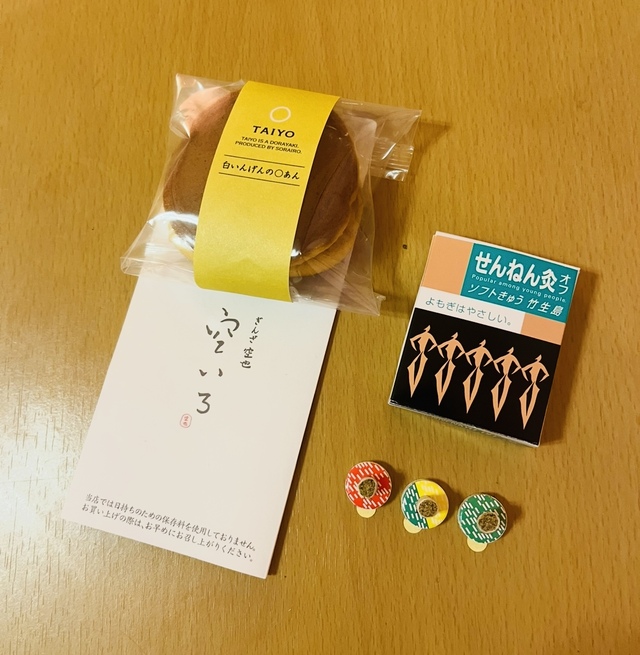 TAIYO
TAIYO IS A DORAYAKI.
PRODUCED BY SORAIRO.
白いんげんの〇あん
ぎんざ 空也
空いろ
当店では日持ちのための保存料を使用しておりません。
お買い上げの際は、お早めにお召し上がりください。
せんねん灸オフ
Popular among young people.
ソフトきゅう 竹生島
よもぎはやさしい。